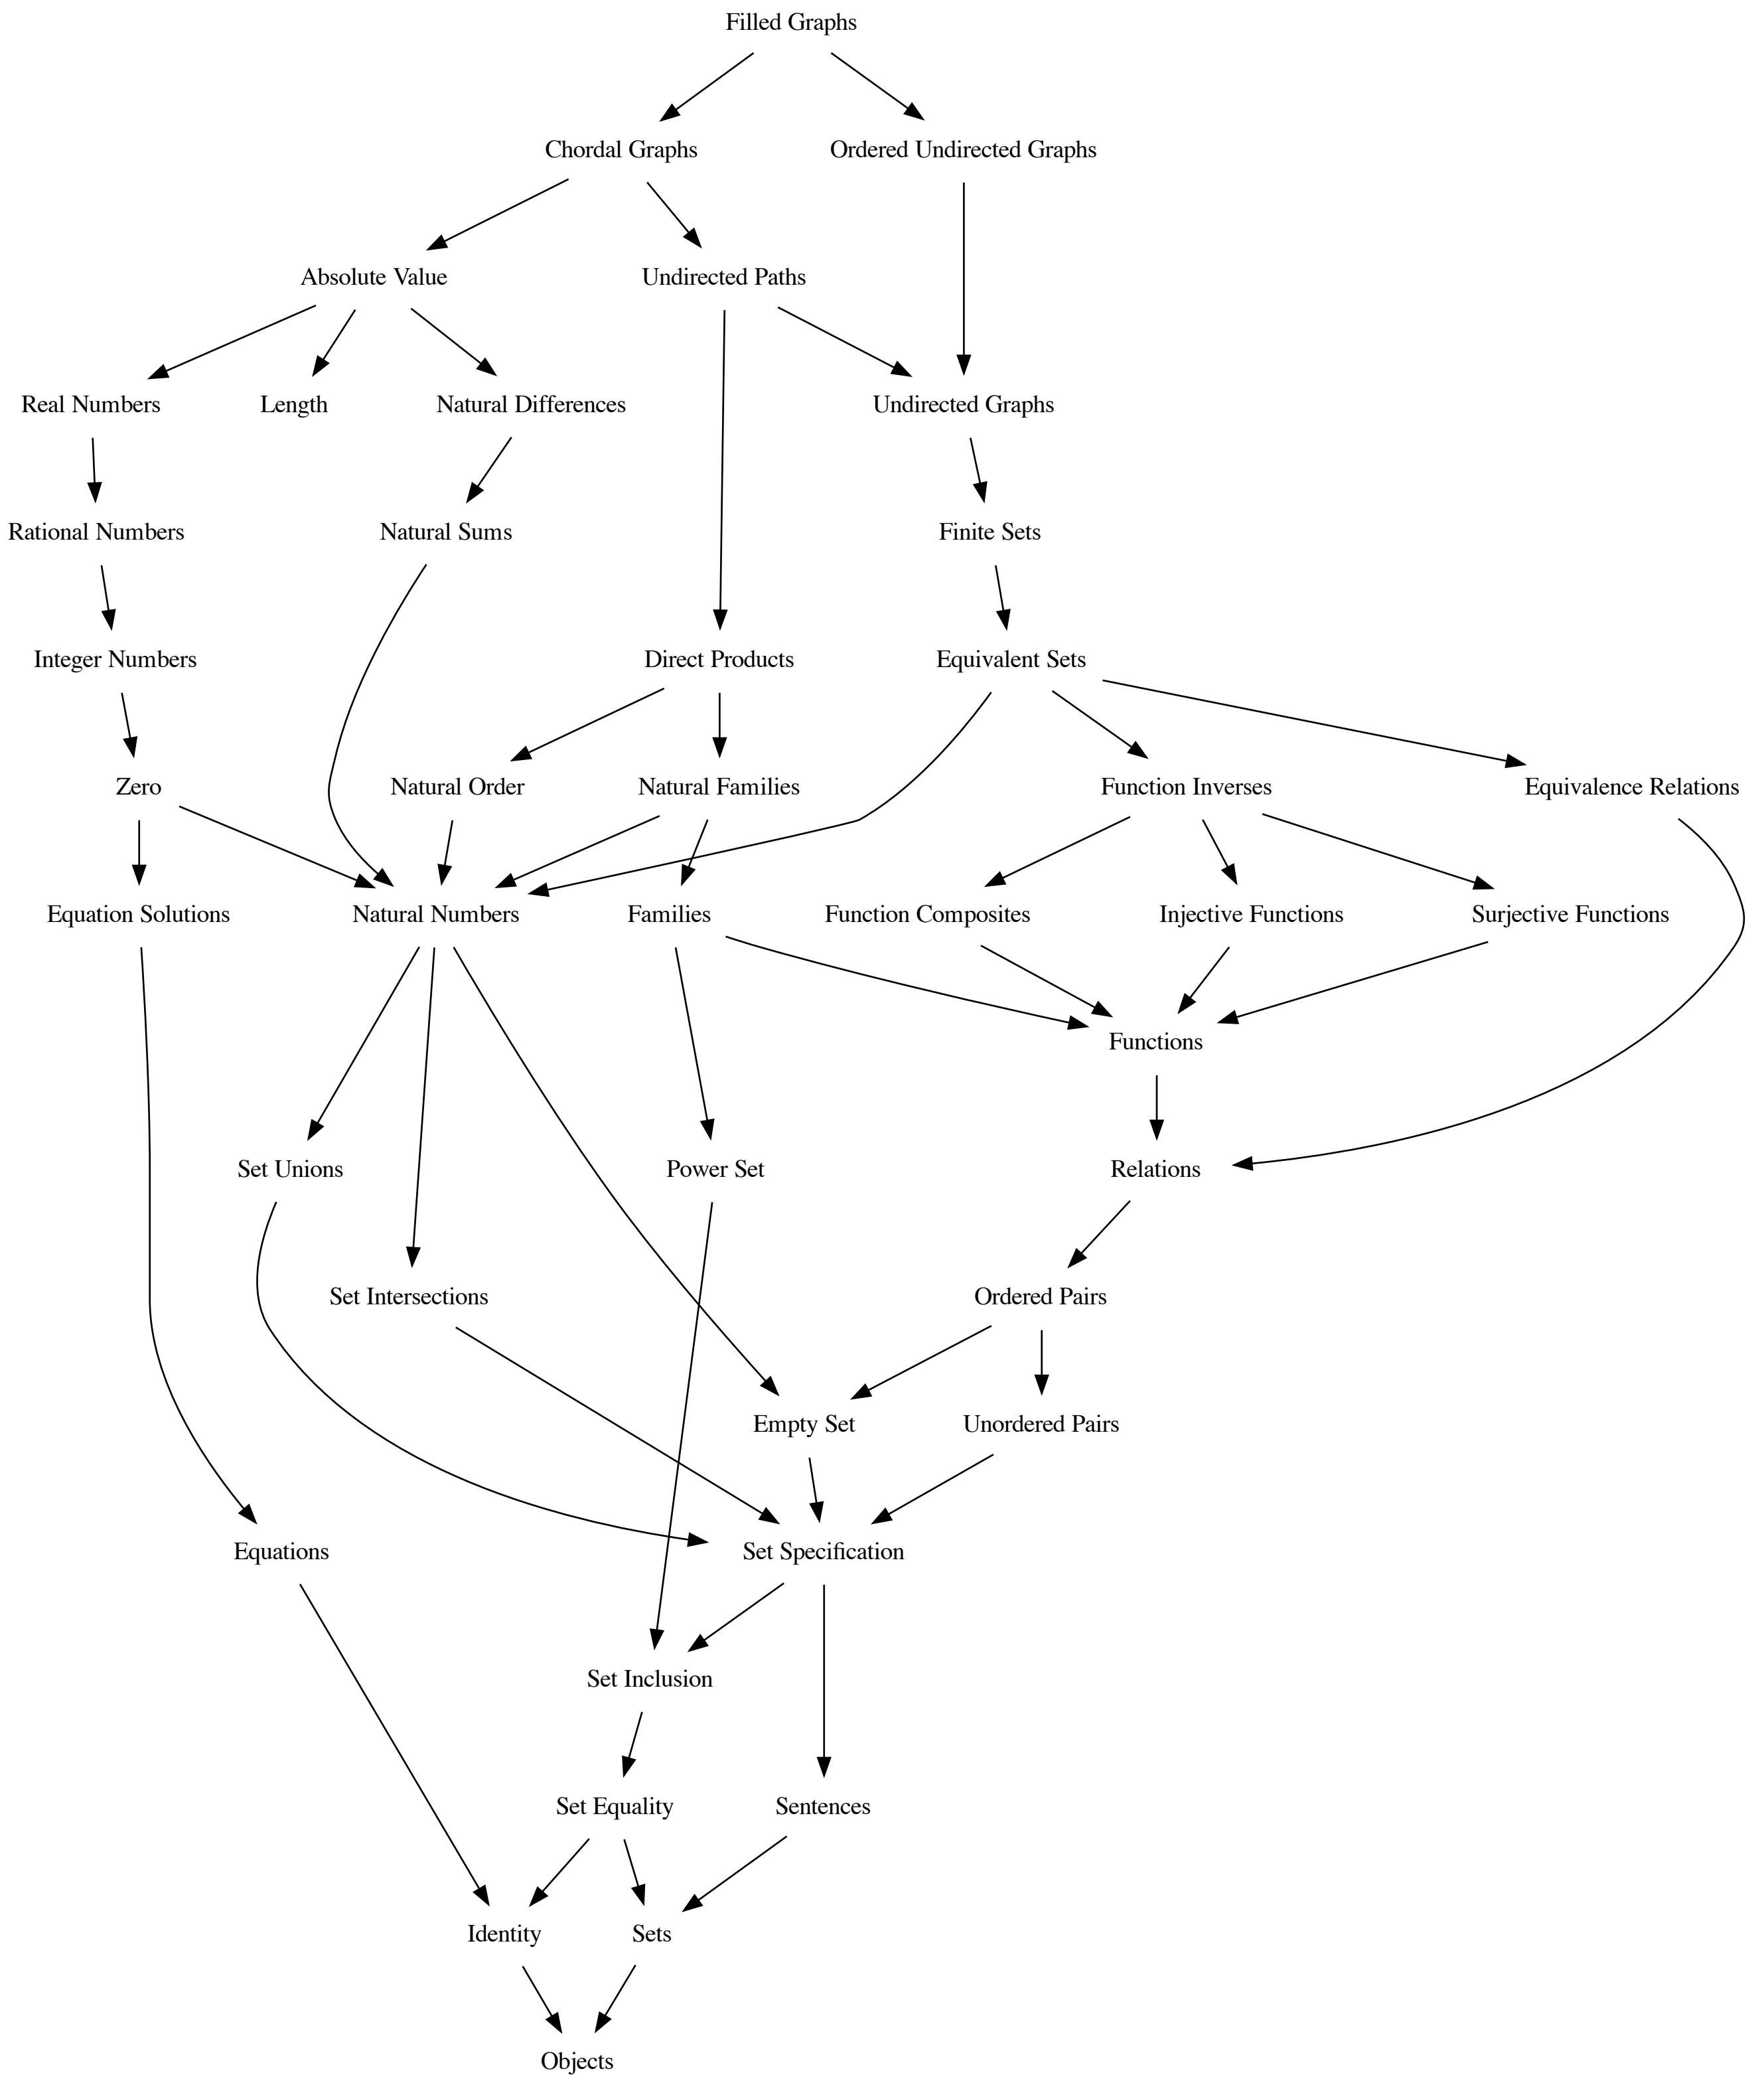 Filled Graphs
Chordal Graphs
Ordered Undirected Graphs
Absolute Value
Undirected Paths
Real Numbers
Length
Natural Differences
Undirected Graphs
Rational Numbers
Natural Sums
Finite Sets
Integer Numbers
Direct Products
Equivalent Sets
Zero
Natural Order
Natural Families
Function Inverses
Equivalence Relations
Equation Solutions
Natural Numbers
Families
Function Composites
Injective Functions
Surjective Functions
Functions
Set Unions
Power Set
Relations
Set Intersections
Ordered Pairs
Empty Set
Unordered Pairs
Equations
Set Specification
Set Inclusion
Set Equality
Sentences
Identity
Sets
Objects